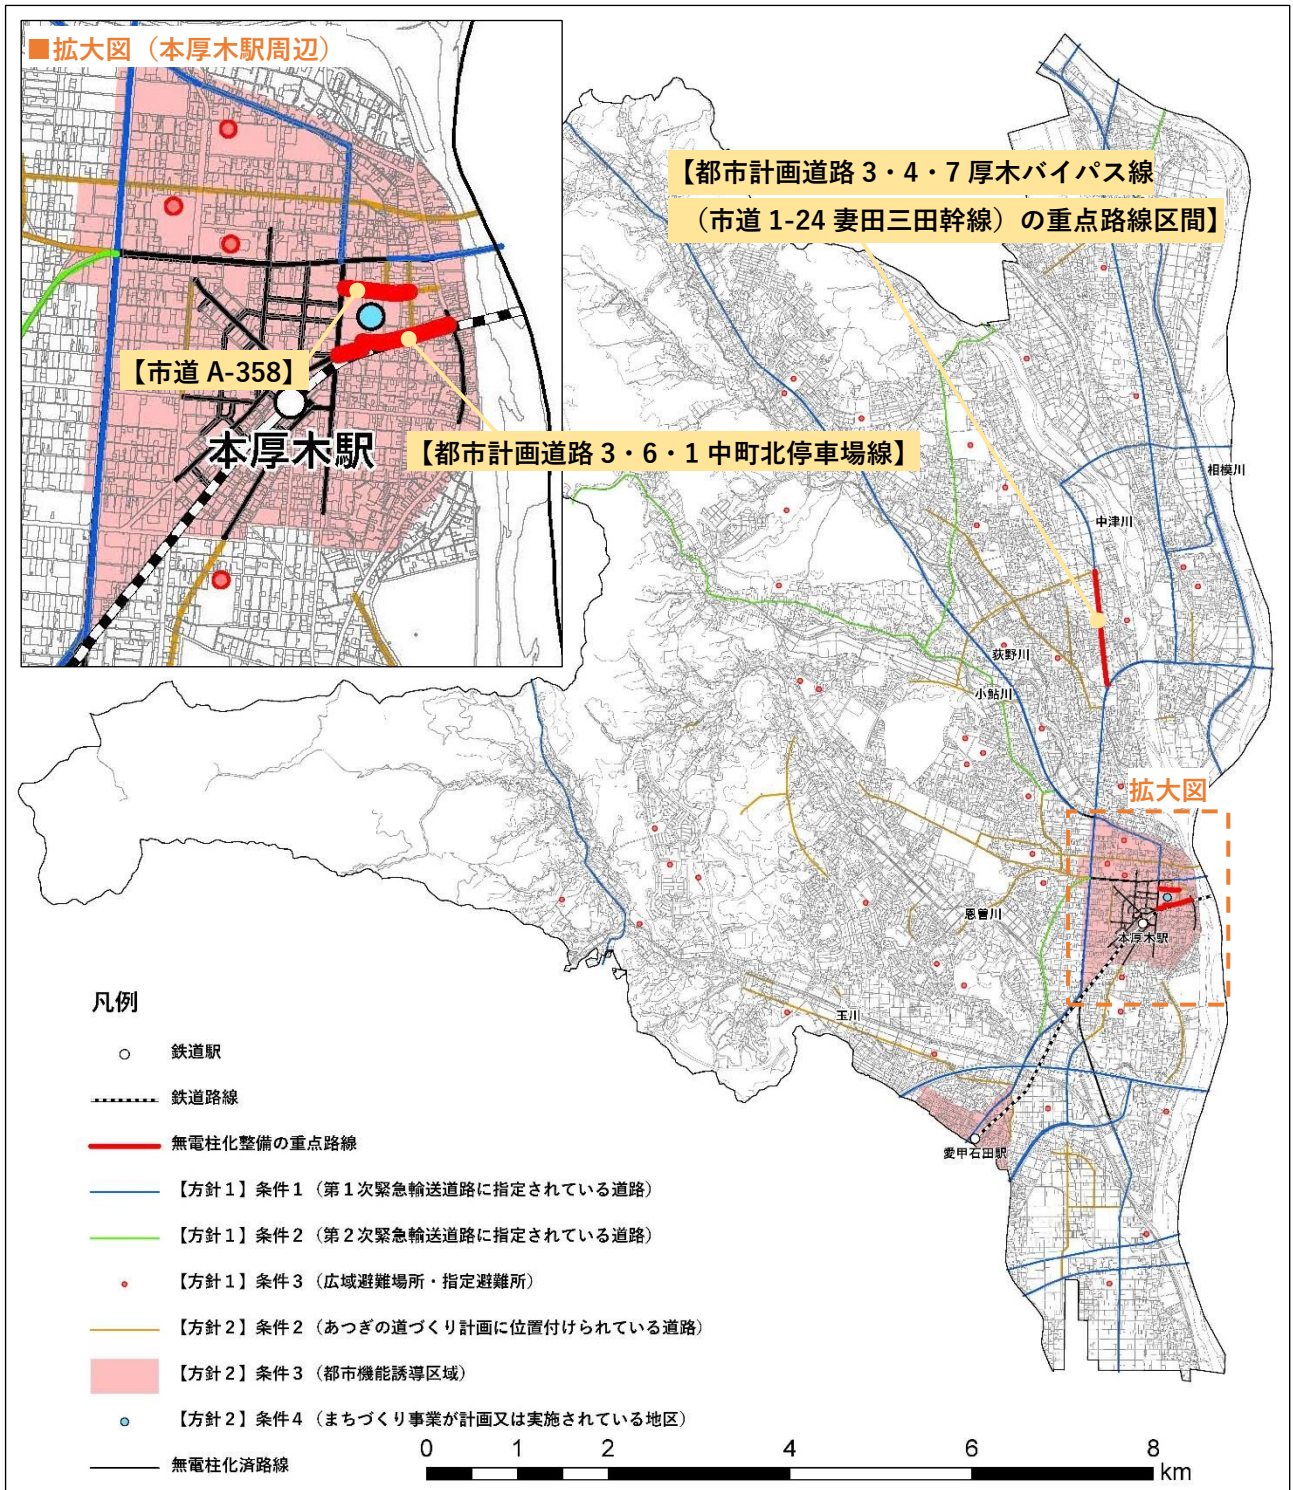 ■拡大図（本厚木駅周辺）
【都市計画道路 3・4・7 厚木バイパス線
（市道 1-24 妻田三田幹線）の重点路線区間】
【市道 A-358】
本厚木駅
【都市計画道路 3・6・1 中町北停車場線】
相模川
中津川
荻野川
小鮎川
拡大図
恩曽川
本厚木駅
玉川
愛甲石田駅
凡例
鉄道駅
鉄道路線
無電柱化整備の重点路線
【方針１】条件１（第１次緊急輸送道路に指定されている道路）
【方針１】条件２（第２次緊急輸送道路に指定されている道路）
【方針１】条件３（広域避難場所・指定避難所）
【方針２】条件２（あつぎの道づくり計画に位置付けられている道路）
【方針２】条件３（都市機能誘導区域）
【方針２】条件４（まちづくり事業が計画又は実施されている地区）
無電柱化済路線
0 1 2 4 6 8
km